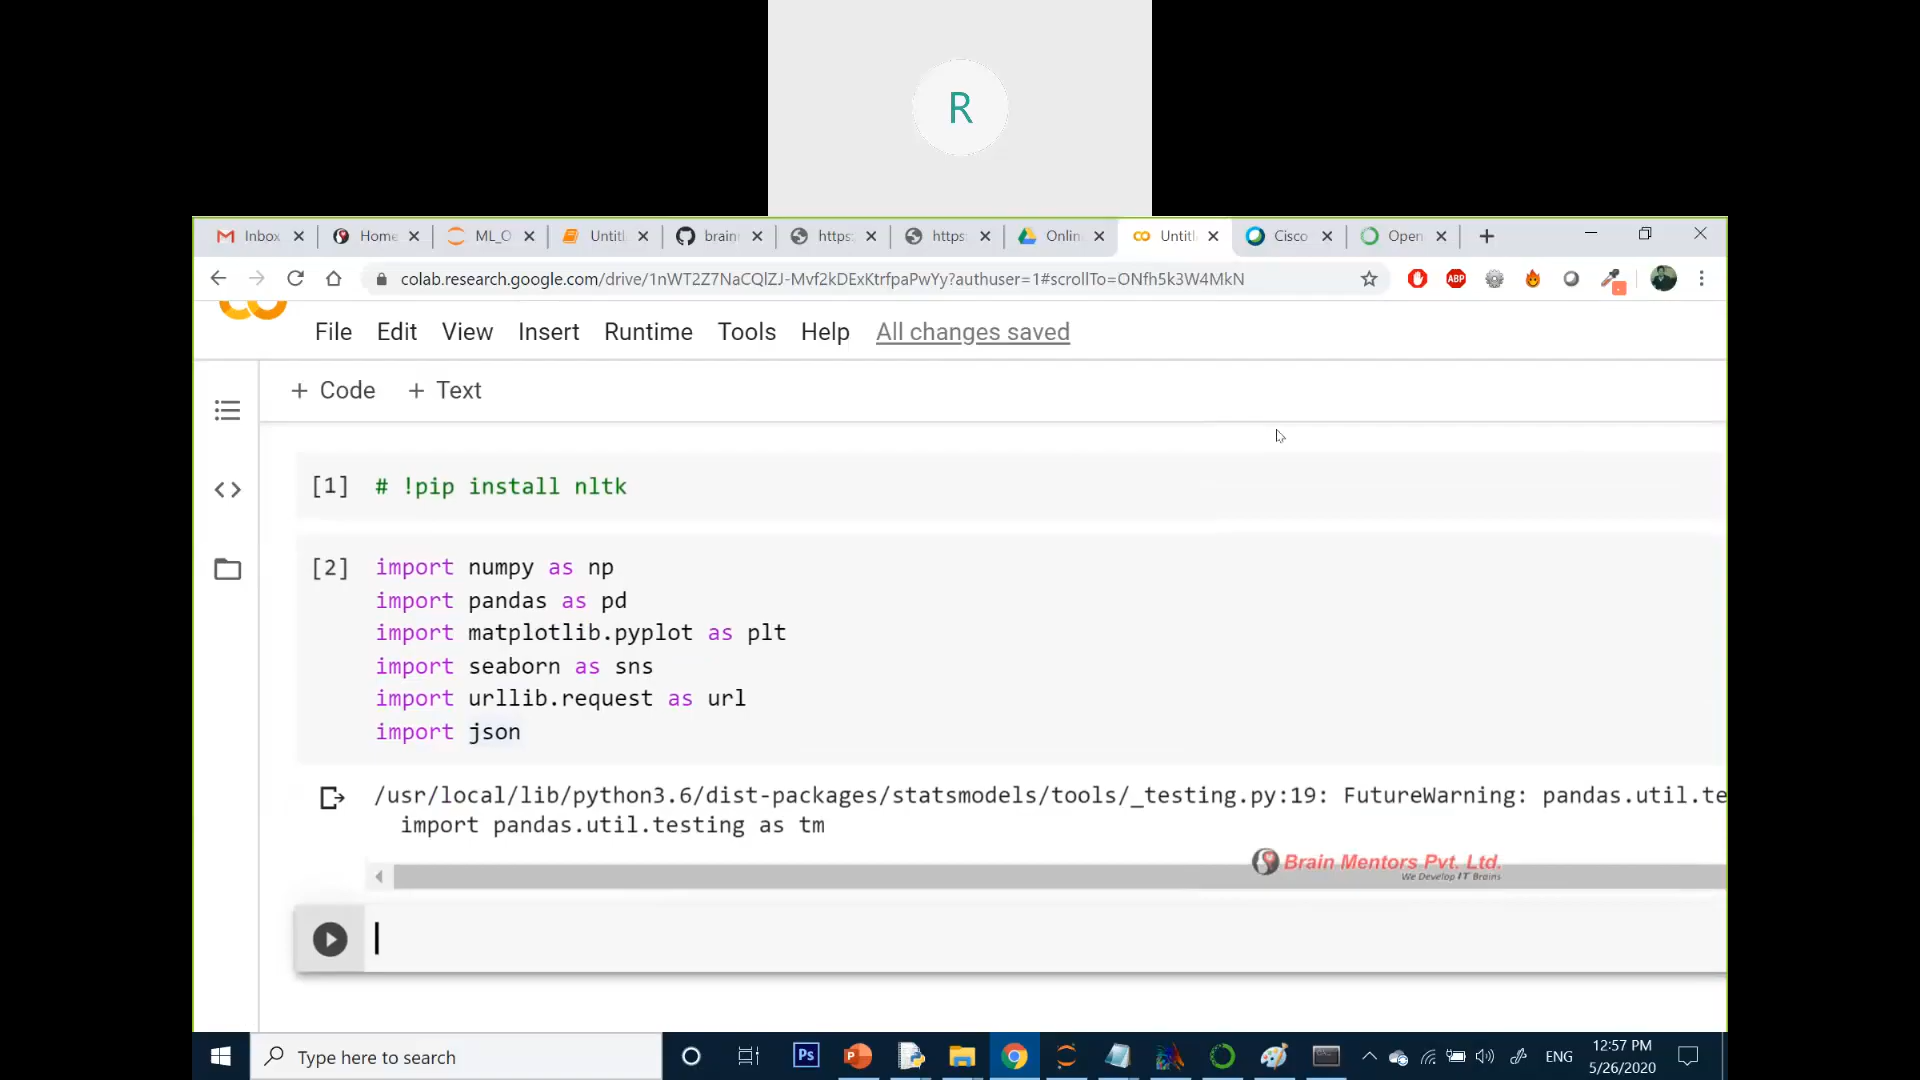 R
Inbox
Home
ML_O
Untitl
brain
https:
https:
Onlin
Untitl
Cisco
Open
colab.research.google.com/drive/1nWT2Z7NaCQlZJ-Mvf2kDExKtrfpaPwYy?authuser=1#scrollTo=ONfh5k3W4MkN
ABP
File Edit View Insert Runtime Tools Help All changes saved
+ Code + Text
[1] # !pip install nltk
[2] import numpy as np
import pandas as pd
import matplotlib.pyplot as plt
import seaborn as sns
import urllib.request as url
import json
/usr/local/lib/python3.6/dist-packages/statsmodels/tools/_testing.py:19: FutureWarning: pandas.util.te
import pandas.util.testing as tm
Brain Mentors Pvt. Ltd.
We Develop IT Brains
Type here to search
Ps
ENG
12:57 PM
5/26/2020